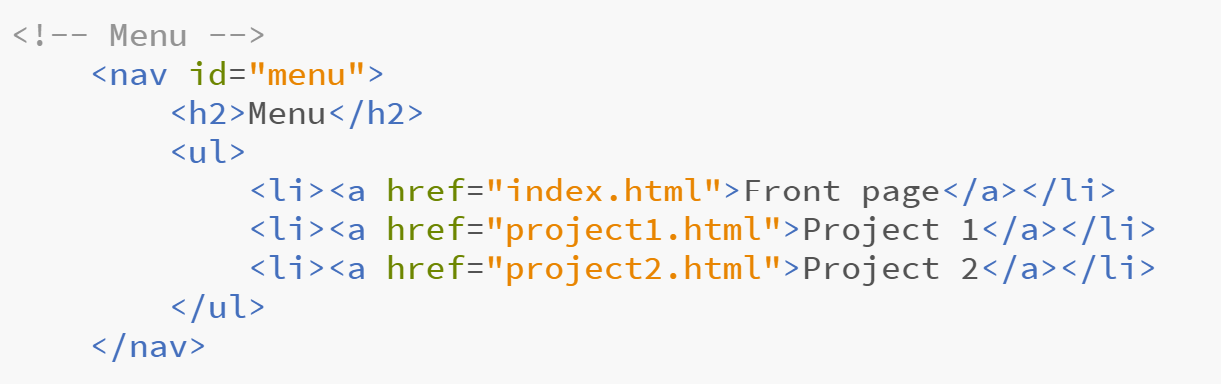 <!-- Menu -->
<nav id="menu">
<h2>Menu</h2>
<ul>
<li><a href="index.html">Front page</a></li>
<li><a href="project1.html">Project 1</a></li>
<li><a href="project2.html">Project 2</a></li>
</ul>
</nav>